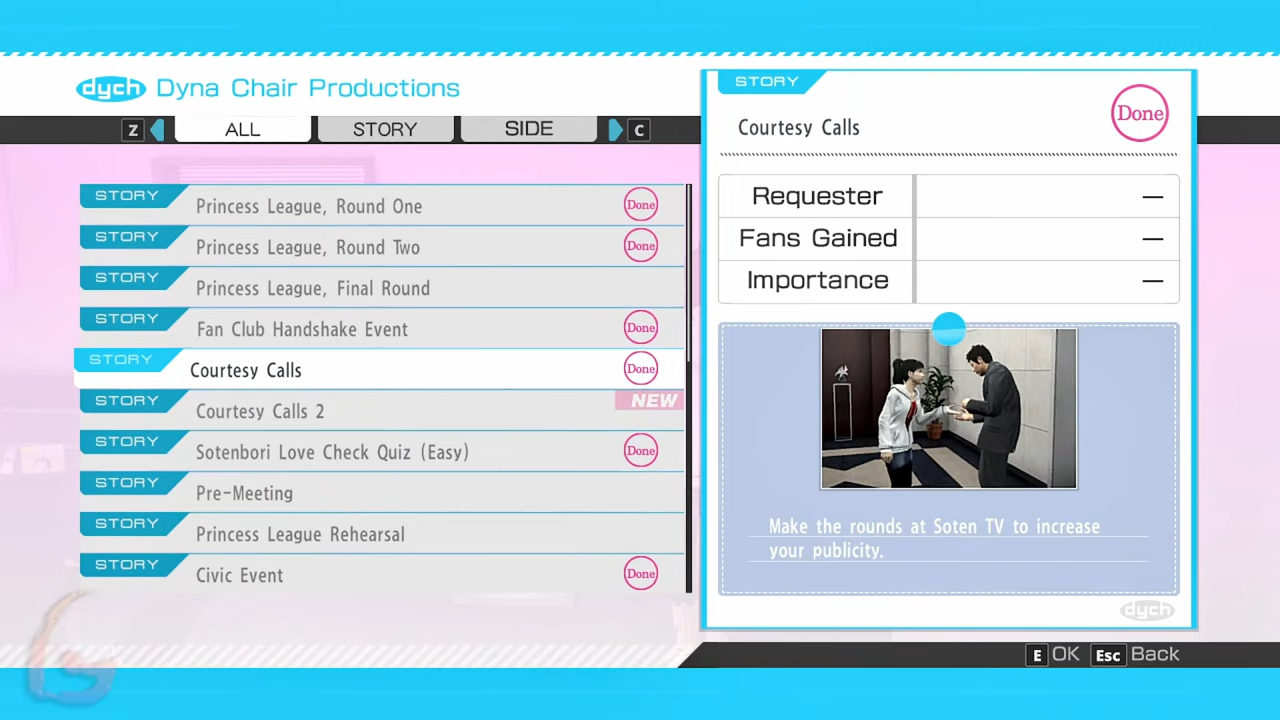 dych Dyna Chair Productions
Z ALL STORY SIDE C
STORY Princess League, Round One Done
STORY Princess League, Round Two Done
STORY Princess League, Final Round
STORY Fan Club Handshake Event Done
STORY Courtesy Calls Done
STORY Courtesy Calls 2 NEW
STORY Sotenbori Love Check Quiz (Easy) Done
STORY Pre-Meeting
STORY Princess League Rehearsal
STORY Civic Event Done
STORY
Courtesy Calls Done
Requester —
Fans Gained —
Importance —
Make the rounds at Soten TV to increase
your publicity.
dych
E OK Esc Back